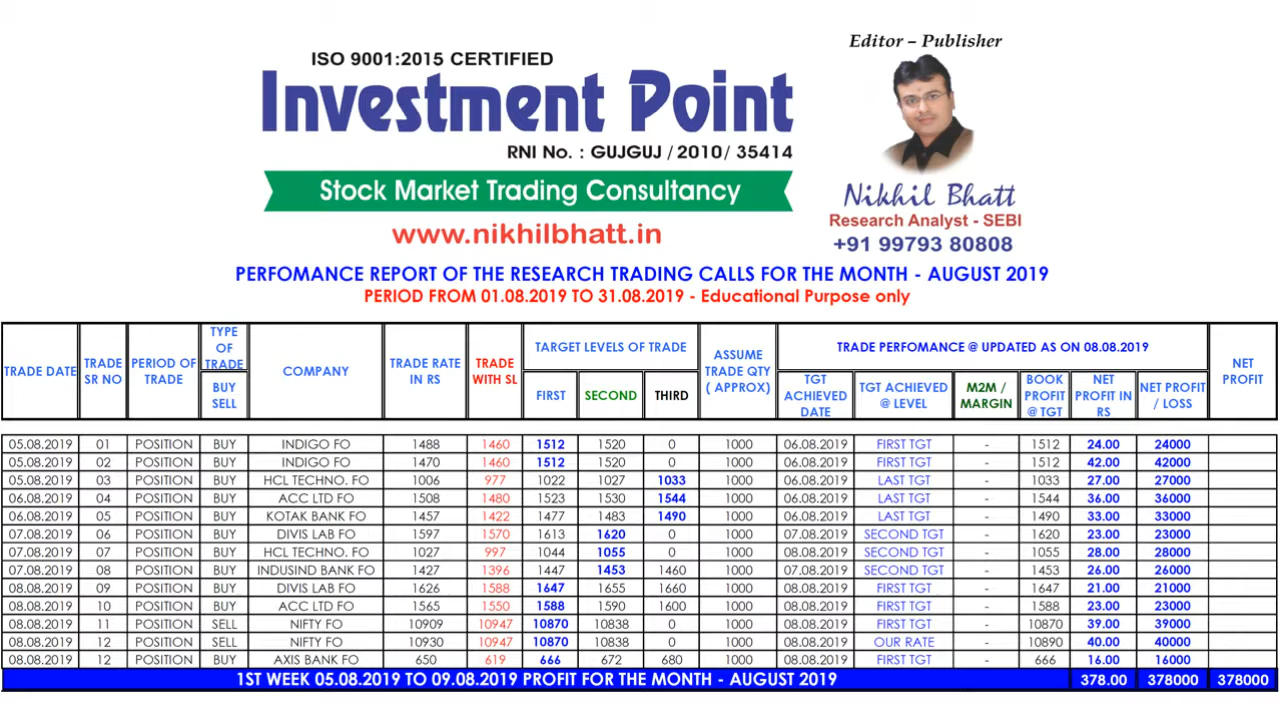 Editor – Publisher
ISO 9001:2015 CERTIFIED
Investment Point
RNI No. : GUJGUJ / 2010 / 35414
Stock Market Trading Consultancy
www.nikhilbhatt.in
Nikhil Bhatt
Research Analyst - SEBI
+91 99793 80808
PERFOMANCE REPORT OF THE RESEARCH TRADING CALLS FOR THE MONTH - AUGUST 2019
PERIOD FROM 01.08.2019 TO 31.08.2019 - Educational Purpose only
TRADE DATE
TRADE SR NO
PERIOD OF TRADE
TYPE OF TRADE
BUY SELL
COMPANY
TRADE RATE IN RS
TRADE WITH SL
TARGET LEVELS OF TRADE
FIRST SECOND THIRD
ASSUME TRADE QTY ( APPROX)
TRADE PERFOMANCE @ UPDATED AS ON 08.08.2019
TGT ACHIEVED DATE
TGT ACHIEVED @ LEVEL
M2M / MARGIN
BOOK PROFIT @ TGT
NET PROFIT IN RS
NET PROFIT / LOSS
NET PROFIT
05.08.2019 01 POSITION BUY INDIGO FO 1488 1460 1512 1520 0 1000 06.08.2019 FIRST TGT - 1512 24.00 24000
05.08.2019 02 POSITION BUY INDIGO FO 1470 1460 1512 1520 0 1000 06.08.2019 FIRST TGT - 1512 42.00 42000
05.08.2019 03 POSITION BUY HCL TECHNO. FO 1006 977 1022 1027 1033 1000 06.08.2019 LAST TGT - 1033 27.00 27000
06.08.2019 04 POSITION BUY ACC LTD FO 1508 1480 1523 1530 1544 1000 06.08.2019 LAST TGT - 1544 36.00 36000
06.08.2019 05 POSITION BUY KOTAK BANK FO 1457 1422 1477 1483 1490 1000 06.08.2019 LAST TGT - 1490 33.00 33000
07.08.2019 06 POSITION BUY DIVIS LAB FO 1597 1570 1613 1620 0 1000 07.08.2019 SECOND TGT - 1620 23.00 23000
07.08.2019 07 POSITION BUY HCL TECHNO. FO 1027 997 1044 1055 0 1000 08.08.2019 SECOND TGT - 1055 28.00 28000
07.08.2019 08 POSITION BUY INDUSIND BANK FO 1427 1396 1447 1453 1460 1000 07.08.2019 SECOND TGT - 1453 26.00 26000
08.08.2019 09 POSITION BUY DIVIS LAB FO 1626 1588 1647 1655 1660 1000 08.08.2019 FIRST TGT - 1647 21.00 21000
08.08.2019 10 POSITION BUY ACC LTD FO 1565 1550 1588 1590 1600 1000 08.08.2019 FIRST TGT - 1588 23.00 23000
08.08.2019 11 POSITION SELL NIFTY FO 10909 10947 10870 10838 0 1000 08.08.2019 FIRST TGT - 10870 39.00 39000
08.08.2019 12 POSITION SELL NIFTY FO 10930 10947 10870 10838 0 1000 08.08.2019 OUR RATE - 10890 40.00 40000
08.08.2019 12 POSITION BUY AXIS BANK FO 650 619 666 672 680 1000 08.08.2019 FIRST TGT - 666 16.00 16000
1ST WEEK 05.08.2019 TO 09.08.2019 PROFIT FOR THE MONTH - AUGUST 2019 378.00 378000 378000